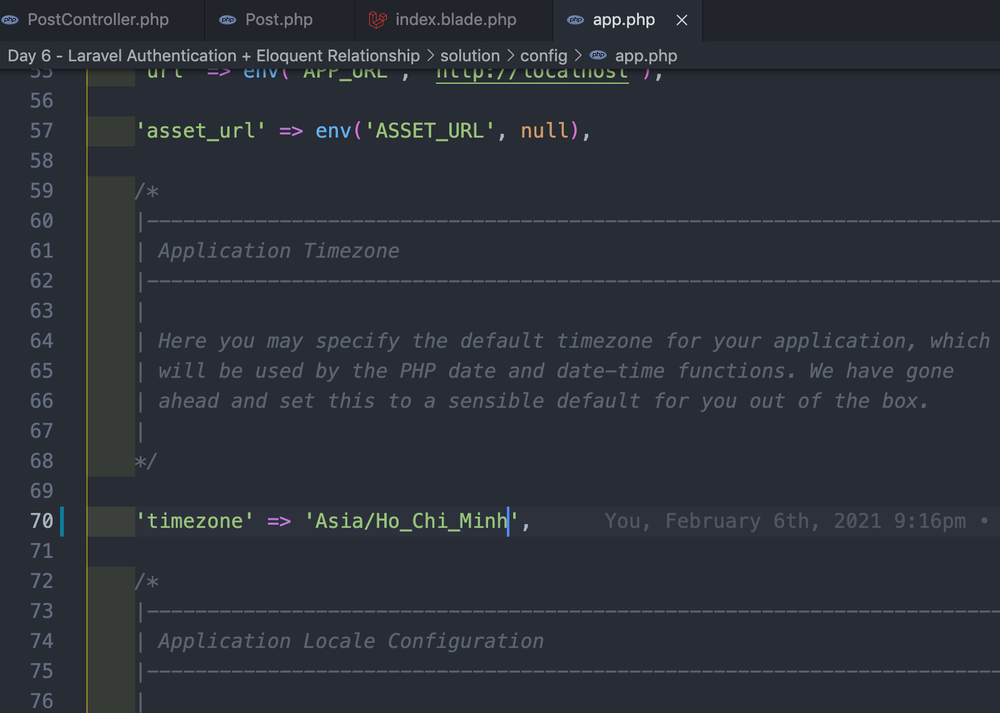 PostController.php Post.php index.blade.php app.php
Day 6 - Laravel Authentication + Eloquent Relationship > solution > config > app.php
55 'url' => env('APP_URL', 'http://localhost'),
56
57 'asset_url' => env('ASSET_URL', null),
58
59 /*
60 |--------------------------------------------------------------------------
61 | Application Timezone
62 |--------------------------------------------------------------------------
63 |
64 | Here you may specify the default timezone for your application, which
65 | will be used by the PHP date and date-time functions. We have gone
66 | ahead and set this to a sensible default for you out of the box.
67 |
68 */
69
70 'timezone' => 'Asia/Ho_Chi_Minh', You, February 6th, 2021 9:16pm •
71
72 /*
73 |--------------------------------------------------------------------------
74 | Application Locale Configuration
75 |--------------------------------------------------------------------------
76 |